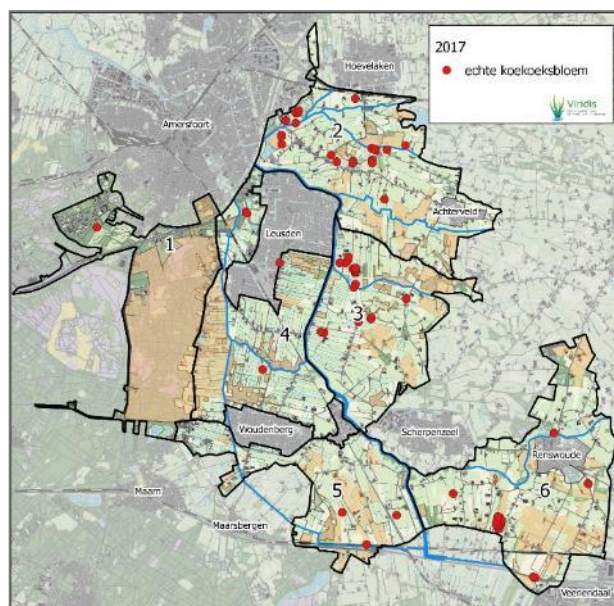 2017
echte koekoeksbloem
Viridis
Hoevelaken
Amersfoort
2
Achterveld
Leusden
1
3
4
Woudenberg
Scherpenzeel
Renswoude
5
6
Maarn
Maarsbergen
Veenendaal